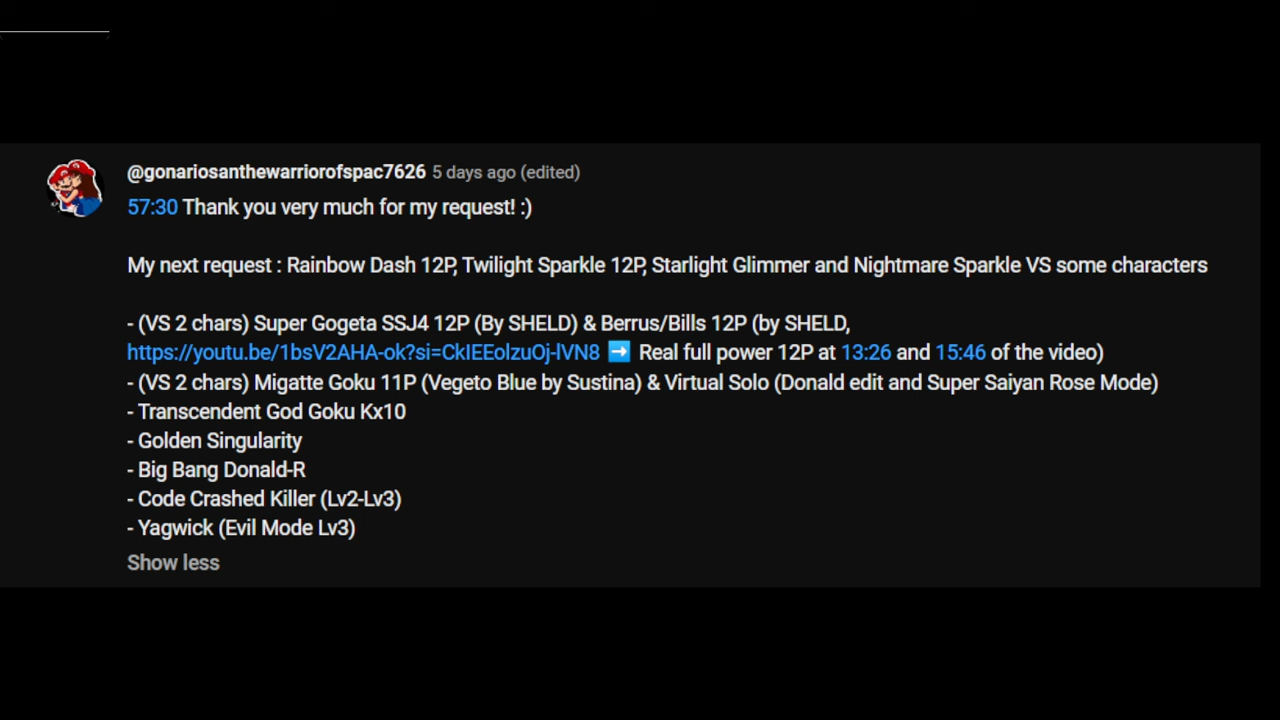 @gonariosanthewarriorofspac7626 5 days ago (edited)
57:30 Thank you very much for my request! :)
My next request : Rainbow Dash 12P, Twilight Sparkle 12P, Starlight Glimmer and Nightmare Sparkle VS some characters
- (VS 2 chars) Super Gogeta SSJ4 12P (By SHELD) & Berrus/Bills 12P (by SHELD,
https://youtu.be/1bsV2AHA-ok?si=CkIEEolzuOj-lVN8 ➡️ Real full power 12P at 13:26 and 15:46 of the video)
- (VS 2 chars) Migatte Goku 11P (Vegeto Blue by Sustina) & Virtual Solo (Donald edit and Super Saiyan Rose Mode)
- Transcendent God Goku Kx10
- Golden Singularity
- Big Bang Donald-R
- Code Crashed Killer (Lv2-Lv3)
- Yagwick (Evil Mode Lv3)
Show less